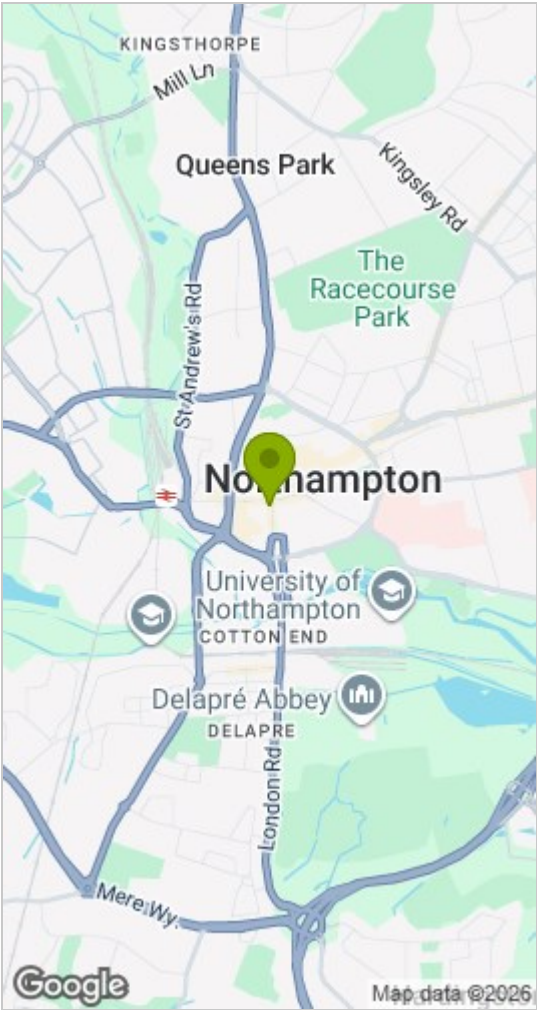 KINGSTHORPE
Mill Ln
Queens Park
Kingsley Rd
The
Racecourse
Park
St Andrew's Rd
Northampton
University of
Northampton
COTTON END
Delapré Abbey
DELAPRE
London Rd
Mere Wy.
Google
Map data ©2026